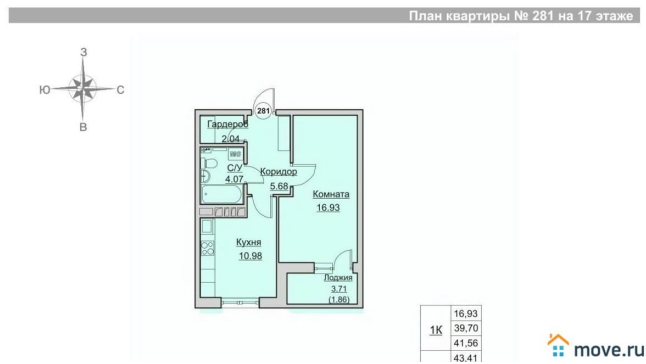 План квартиры № 281 на 17 этаже
З
Ю
С
В
281
Гардероб
2.04
С/У
4.07
Коридор
5.68
Комната
16.93
Кухня
10.98
Лоджия
3.71
(1.86)
1К
16,93
39,70
41,56
43,41
move.ru